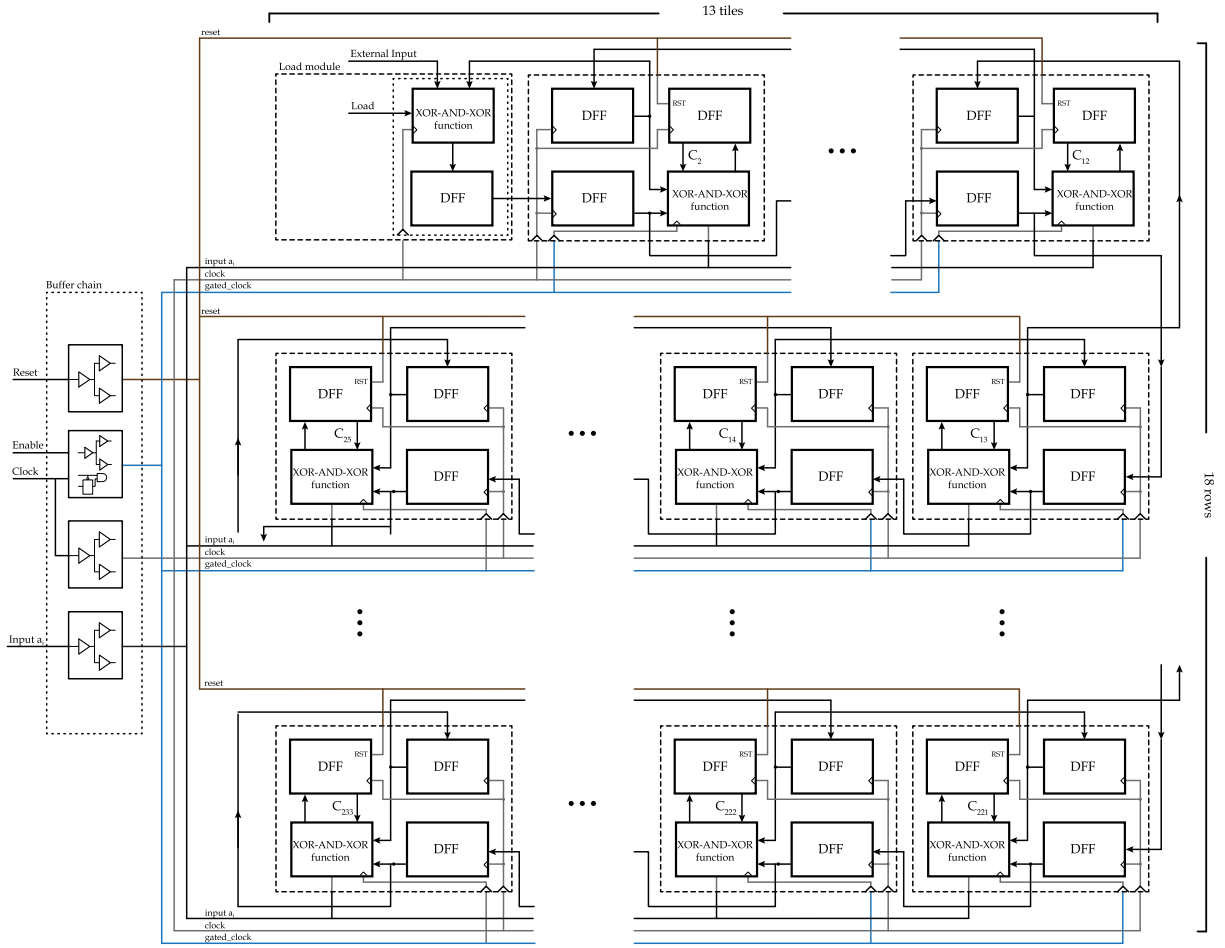 13 tiles
reset
External Input
Load module
Load
XOR-AND-XOR
function
DFF
DFF
DFF
RST
DFF
C2
XOR-AND-XOR
function
DFF
...
DFF
RST
DFF
C12
DFF
XOR-AND-XOR
function
input ai
clock
gated_clock
Buffer chain
Reset
Enable
Clock
Input ai
reset
DFF
RST
DFF
C25
XOR-AND-XOR
function
DFF
...
DFF
RST
DFF
C14
XOR-AND-XOR
function
DFF
DFF
RST
DFF
C13
XOR-AND-XOR
function
DFF
18 rows
input ai
clock
gated_clock
reset
DFF
RST
DFF
C233
XOR-AND-XOR
function
DFF
...
DFF
RST
DFF
C222
XOR-AND-XOR
function
DFF
DFF
RST
DFF
C221
XOR-AND-XOR
function
DFF
input ai
clock
gated_clock